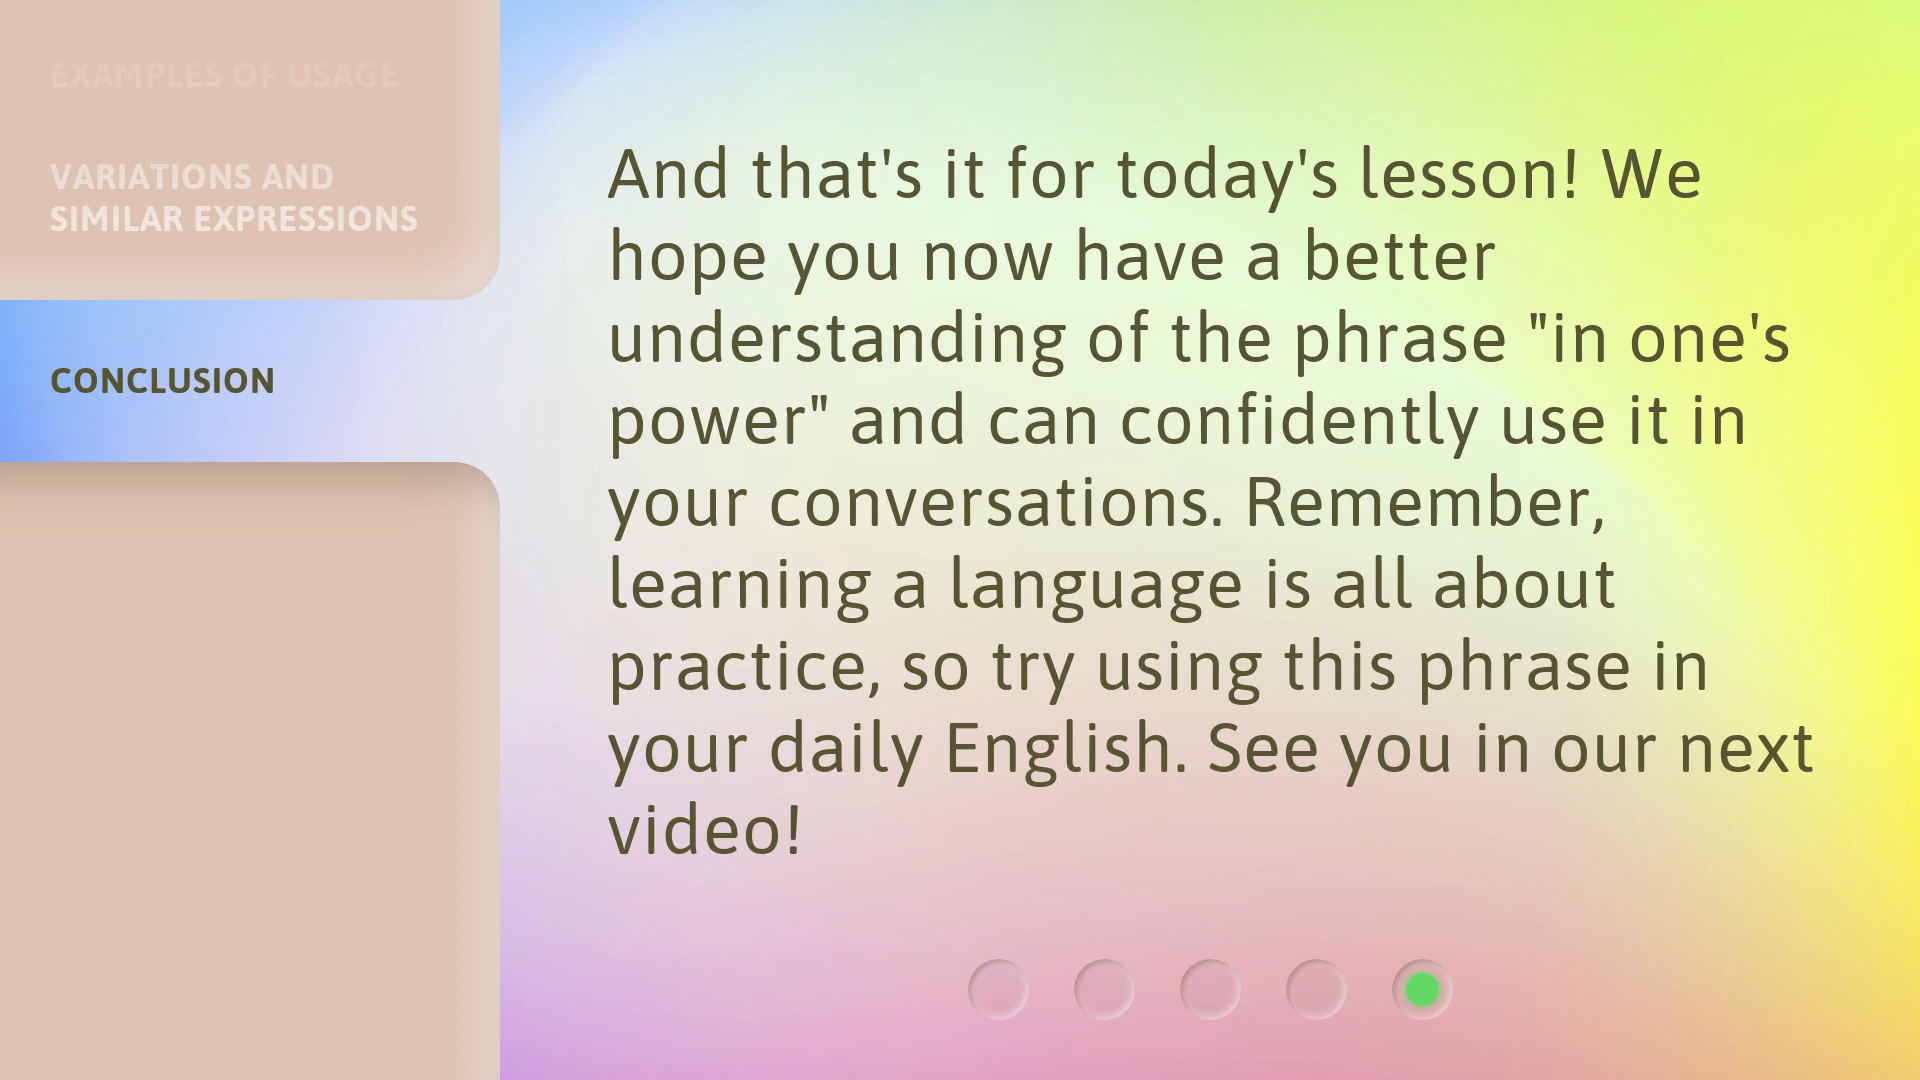 EXAMPLES OF USAGE
VARIATIONS AND
SIMILAR EXPRESSIONS
CONCLUSION
And that's it for today's lesson! We
hope you now have a better
understanding of the phrase "in one's
power" and can confidently use it in
your conversations. Remember,
learning a language is all about
practice, so try using this phrase in
your daily English. See you in our next
video!